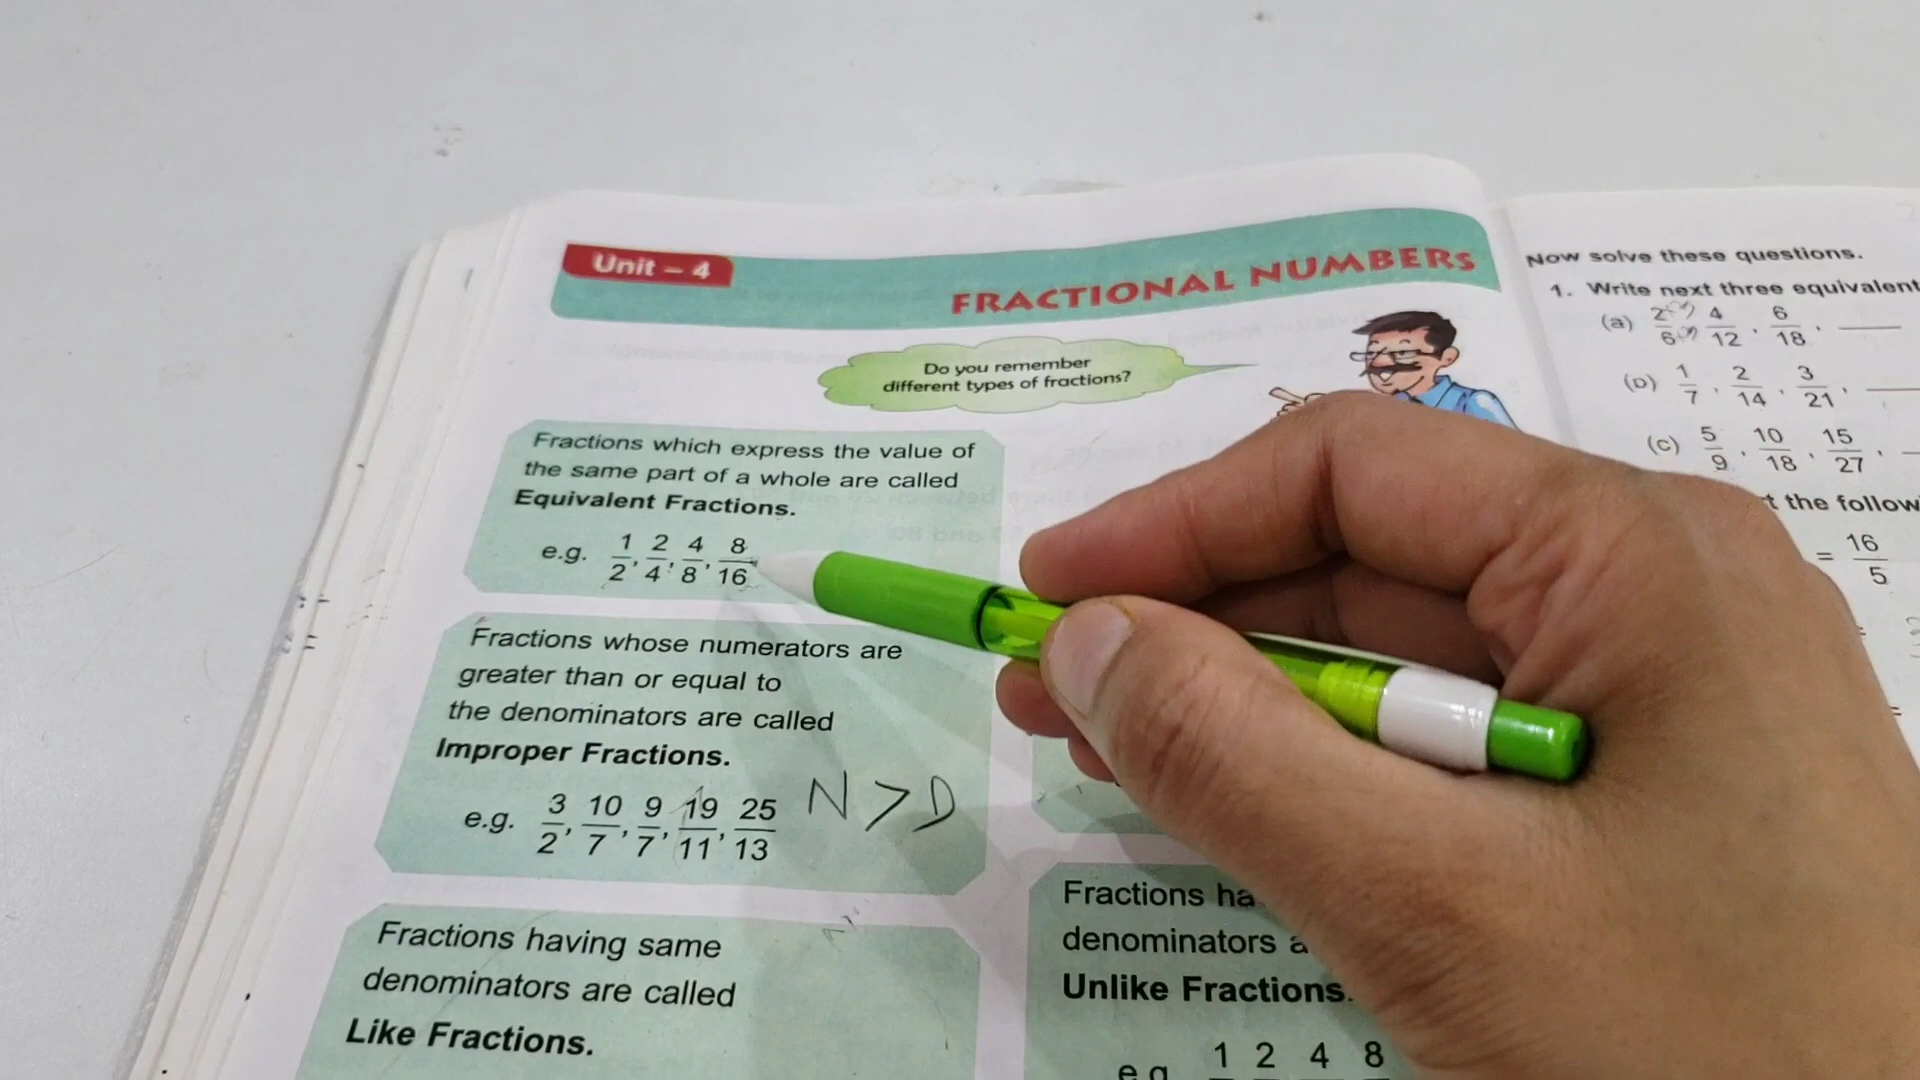 Unit – 4
FRACTIONAL NUMBERS
Do you remember
different types of fractions?
Fractions which express the value of
the same part of a whole are called
Equivalent Fractions.
e.g. 1/2, 2/4, 4/8, 8/16
Fractions whose numerators are
greater than or equal to
the denominators are called
Improper Fractions.
e.g. 3/2, 10/7, 9/7, 19/11, 25/13
N > D
Fractions having same
denominators are called
Like Fractions.
Fractions ha
denominators a
Unlike Fractions.
e.g. 1 2 4 8
Now solve these questions.
1. Write next three equivalent
(a) 2/6, 4/12, 6/18, ____
(b) 1/7, 2/14, 3/21, ____
(c) 5/9, 10/18, 15/27,
t the follow
= 16/5